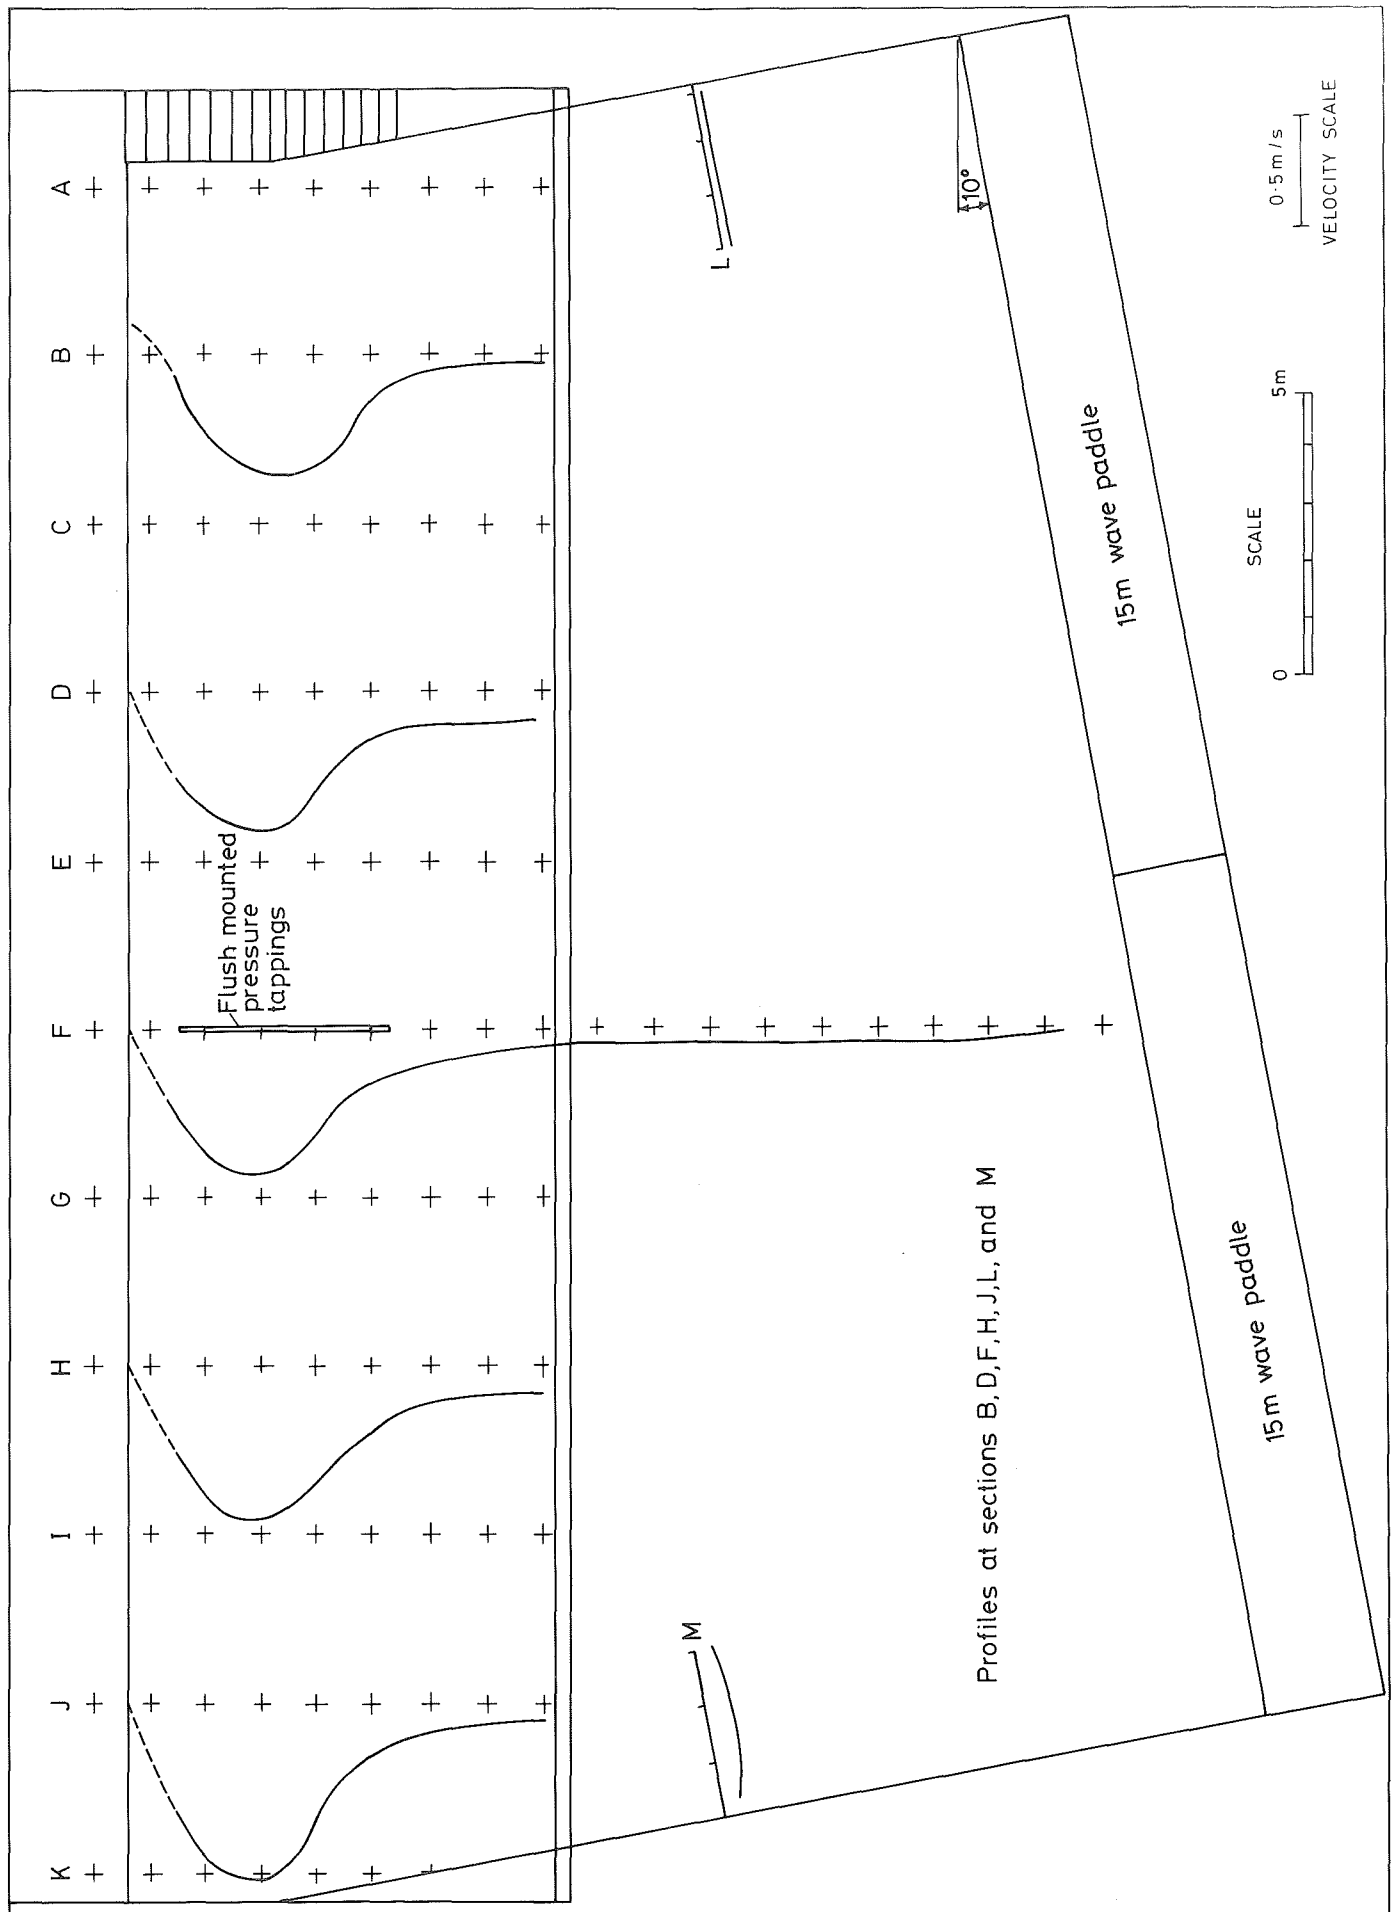 K J I H G F E D C B A
Flush mounted
pressure
tappings
M
L
10°
Profiles at sections B, D, F, H, J, L, and M
15m wave paddle
15m wave paddle
SCALE
0 5m
0·5m/s
VELOCITY SCALE